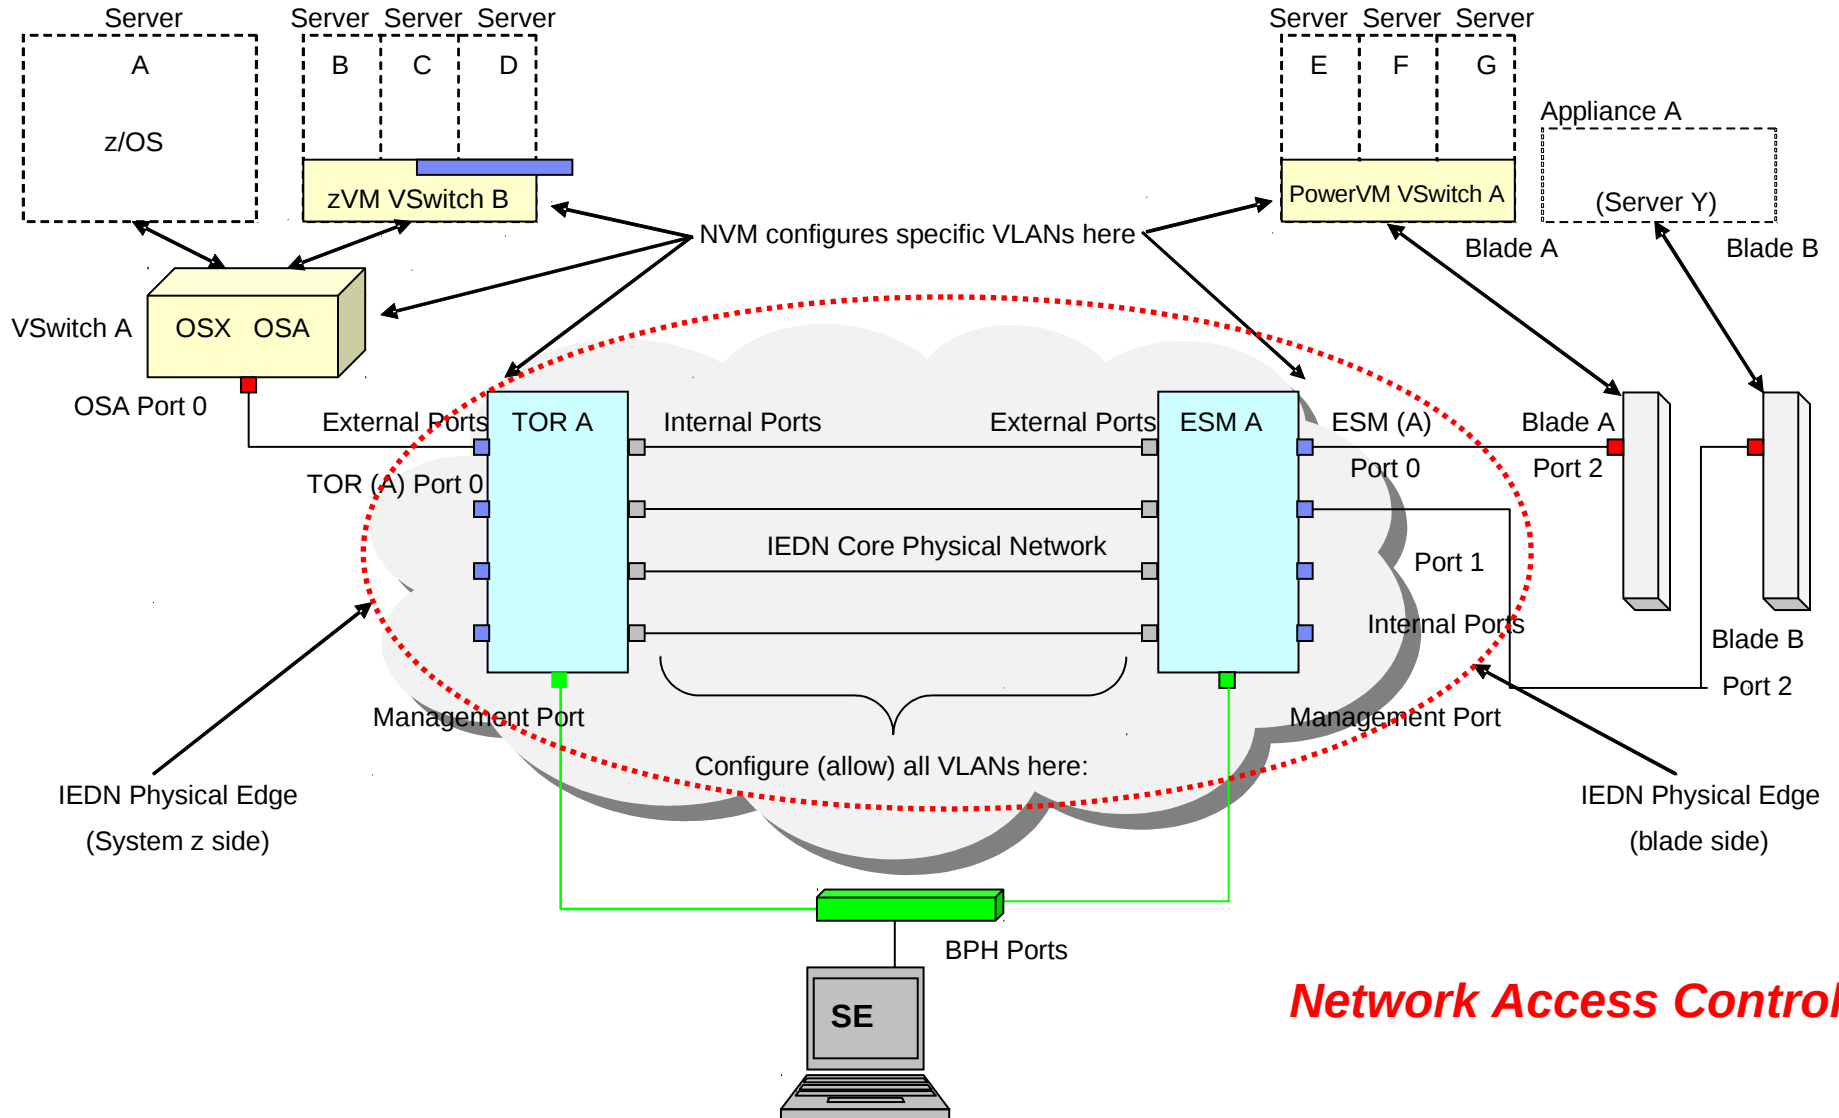 Server
Server Server Server
Server Server Server
A
B C D
E F G
Appliance A
z/OS
zVM VSwitch B
PowerVM VSwitch A
(Server Y)
NVM configures specific VLANs here
Blade A
Blade B
VSwitch A
OSX OSA
OSA Port 0
External Ports
TOR A
Internal Ports
External Ports
ESM A
ESM (A)
Port 0
Blade A
Port 2
TOR (A) Port 0
IEDN Core Physical Network
Port 1
Internal Ports
Blade B
Port 2
Management Port
Management Port
Configure (allow) all VLANs here:
IEDN Physical Edge
(System z side)
IEDN Physical Edge
(blade side)
BPH Ports
SE
Network Access Control